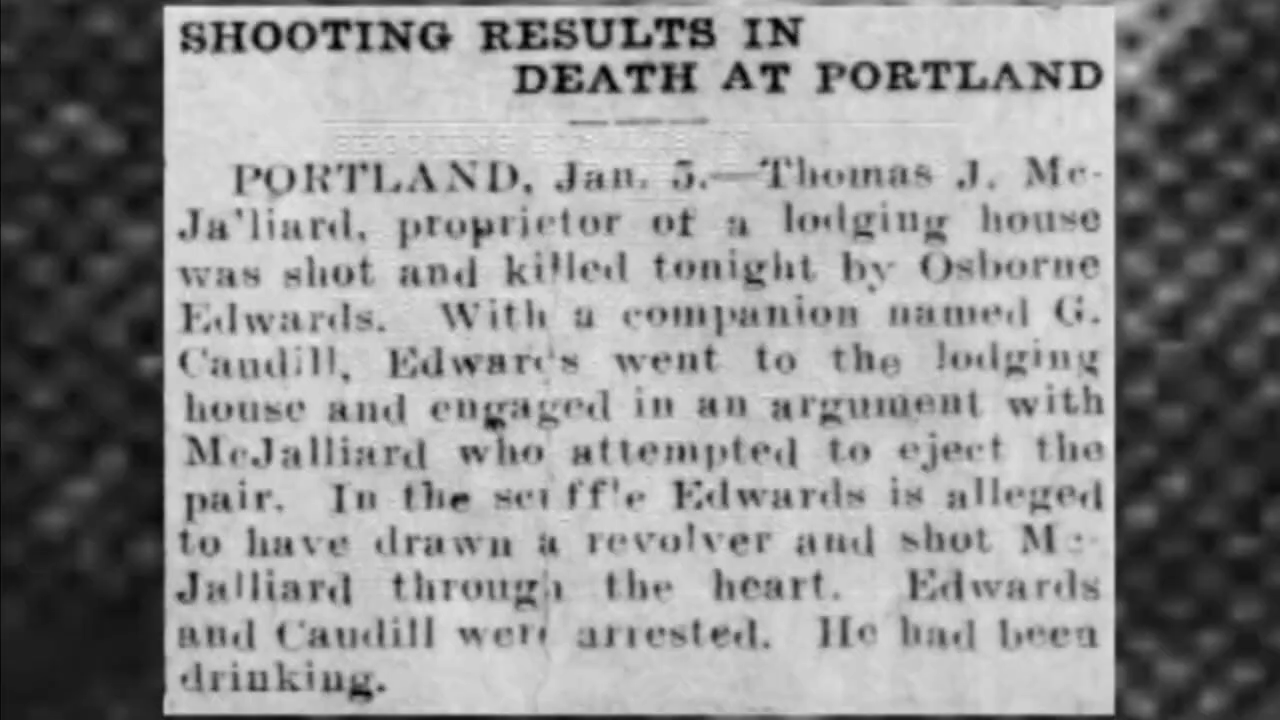 SHOOTING RESULTS IN
DEATH AT PORTLAND
PORTLAND, Jan. 5.—Thomas J. Mc-
Ja'liard, proprietor of a lodging house
was shot and killed tonight by Osborne
Edwards. With a companion named G.
Caudill, Edwards went to the lodging
house and engaged in an argument with
McJalliard who attempted to eject the
pair. In the scuffle Edwards is alleged
to have drawn a revolver and shot Mc-
Jalliard through the heart. Edwards
and Caudill were arrested. He had been
drinking.